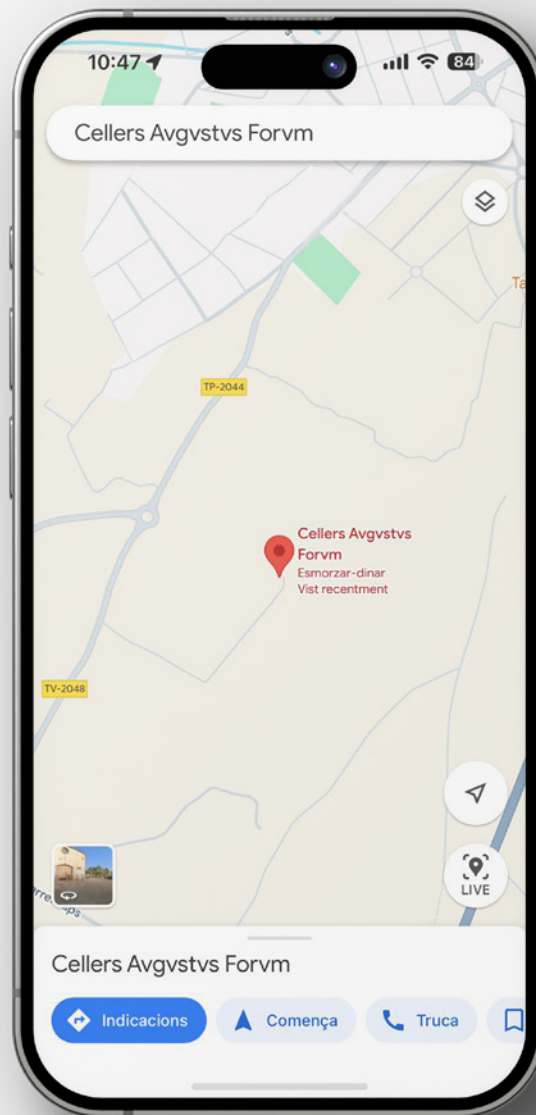 10:47
84
Cellers Avgvstvs Forvm
Ta
TP-2044
Cellers Avgvstvs
Forvm
Esmorzar-dinar
Vist recentment
TV-2048
LIVE
Cellers Avgvstvs Forvm
Indicacions
Comença
Truca